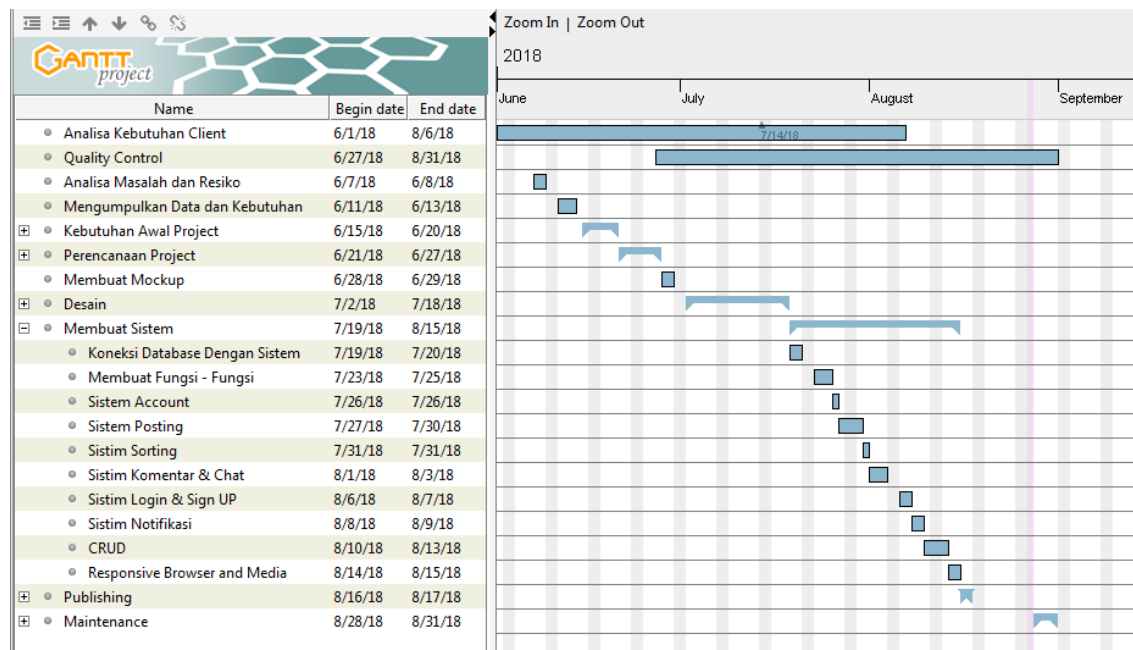 Zoom In | Zoom Out
GANTT
project
2018
Name Begin date End date
June July August September
Analisa Kebutuhan Client 6/1/18 8/6/18
7/14/18
Quality Control 6/27/18 8/31/18
Analisa Masalah dan Resiko 6/7/18 6/8/18
Mengumpulkan Data dan Kebutuhan 6/11/18 6/13/18
Kebutuhan Awal Project 6/15/18 6/20/18
Perencanaan Project 6/21/18 6/27/18
Membuat Mockup 6/28/18 6/29/18
Desain 7/2/18 7/18/18
Membuat Sistem 7/19/18 8/15/18
Koneksi Database Dengan Sistem 7/19/18 7/20/18
Membuat Fungsi - Fungsi 7/23/18 7/25/18
Sistem Account 7/26/18 7/26/18
Sistem Posting 7/27/18 7/30/18
Sistim Sorting 7/31/18 7/31/18
Sistim Komentar & Chat 8/1/18 8/3/18
Sistim Login & Sign UP 8/6/18 8/7/18
Sistim Notifikasi 8/8/18 8/9/18
CRUD 8/10/18 8/13/18
Responsive Browser and Media 8/14/18 8/15/18
Publishing 8/16/18 8/17/18
Maintenance 8/28/18 8/31/18